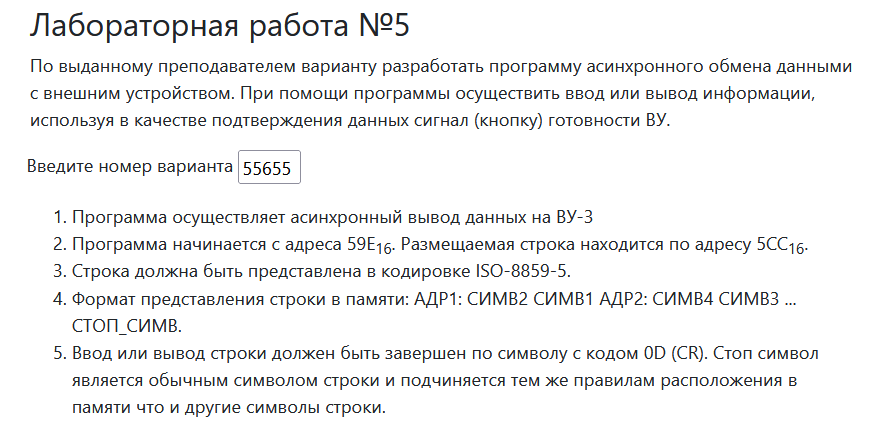 Лабораторная работа №5
По выданному преподавателем варианту разработать программу асинхронного обмена данными
с внешним устройством. При помощи программы осуществить ввод или вывод информации,
используя в качестве подтверждения данных сигнал (кнопку) готовности ВУ.
Введите номер варианта 55655
1. Программа осуществляет асинхронный вывод данных на ВУ-3
2. Программа начинается с адреса 59E16. Размещаемая строка находится по адресу 5CC16.
3. Строка должна быть представлена в кодировке ISO-8859-5.
4. Формат представления строки в памяти: АДР1: СИМВ2 СИМВ1 АДР2: СИМВ4 СИМВ3 ...
СТОП_СИМВ.
5. Ввод или вывод строки должен быть завершен по символу с кодом 0D (CR). Стоп символ
является обычным символом строки и подчиняется тем же правилам расположения в
памяти что и другие символы строки.